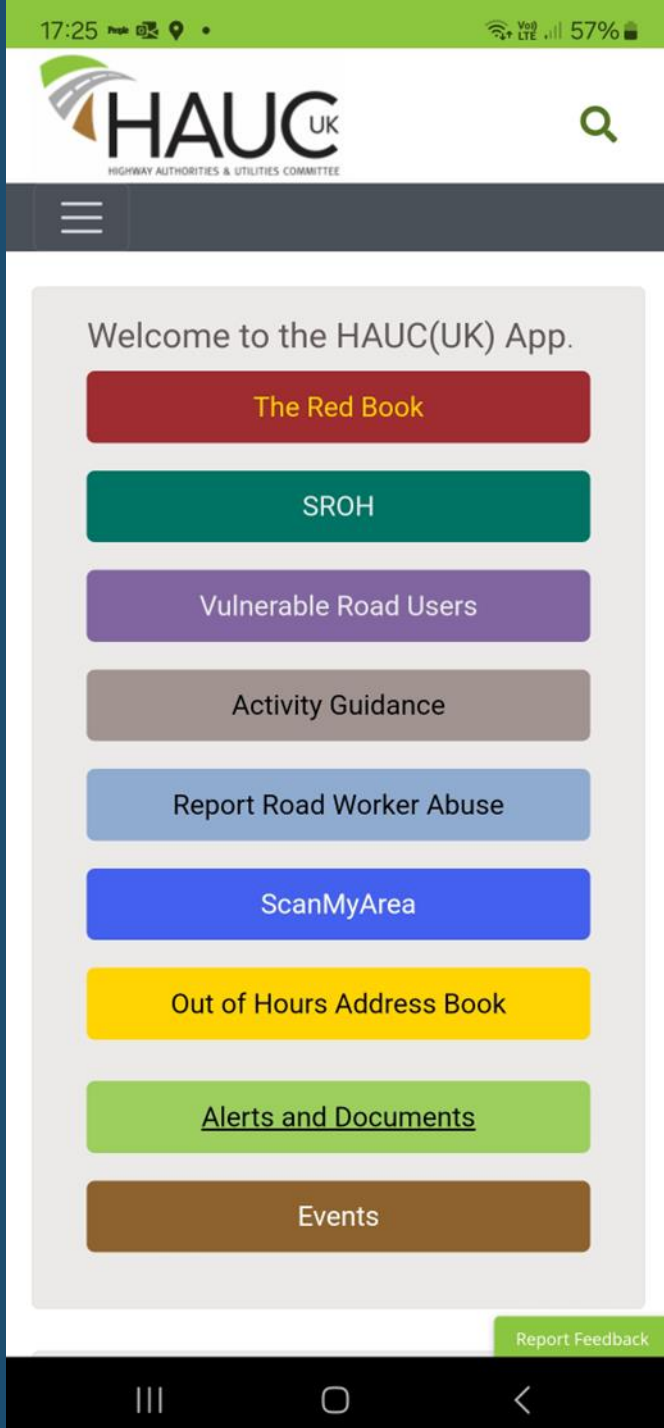 17:25
Vo))
LTE
57%
HAUC UK
HIGHWAY AUTHORITIES & UTILITIES COMMITTEE
Welcome to the HAUC(UK) App.
The Red Book
SROH
Vulnerable Road Users
Activity Guidance
Report Road Worker Abuse
ScanMyArea
Out of Hours Address Book
Alerts and Documents
Events
Report Feedback